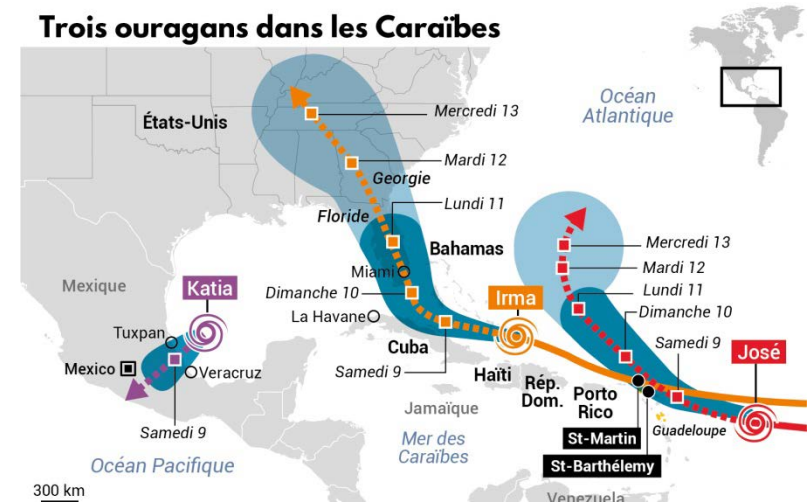 Trois ouragans dans les Caraïbes
Océan
Atlantique
États-Unis
Mercredi 13
Mardi 12
Georgie
Lundi 11
Floride
Bahamas
Mercredi 13
Mardi 12
Lundi 11
Dimanche 10
Samedi 9
José
Mexique
Katia
Miami
Dimanche 10
Irma
La Havane
Tuxpan
Cuba
Mexico
Veracruz
Samedi 9
Haïti
Rép.
Dom.
Porto
Rico
Guadeloupe
Jamaïque
St-Martin
St-Barthélemy
Samedi 9
Mer des
Caraïbes
Océan Pacifique
300 km
Venezuela